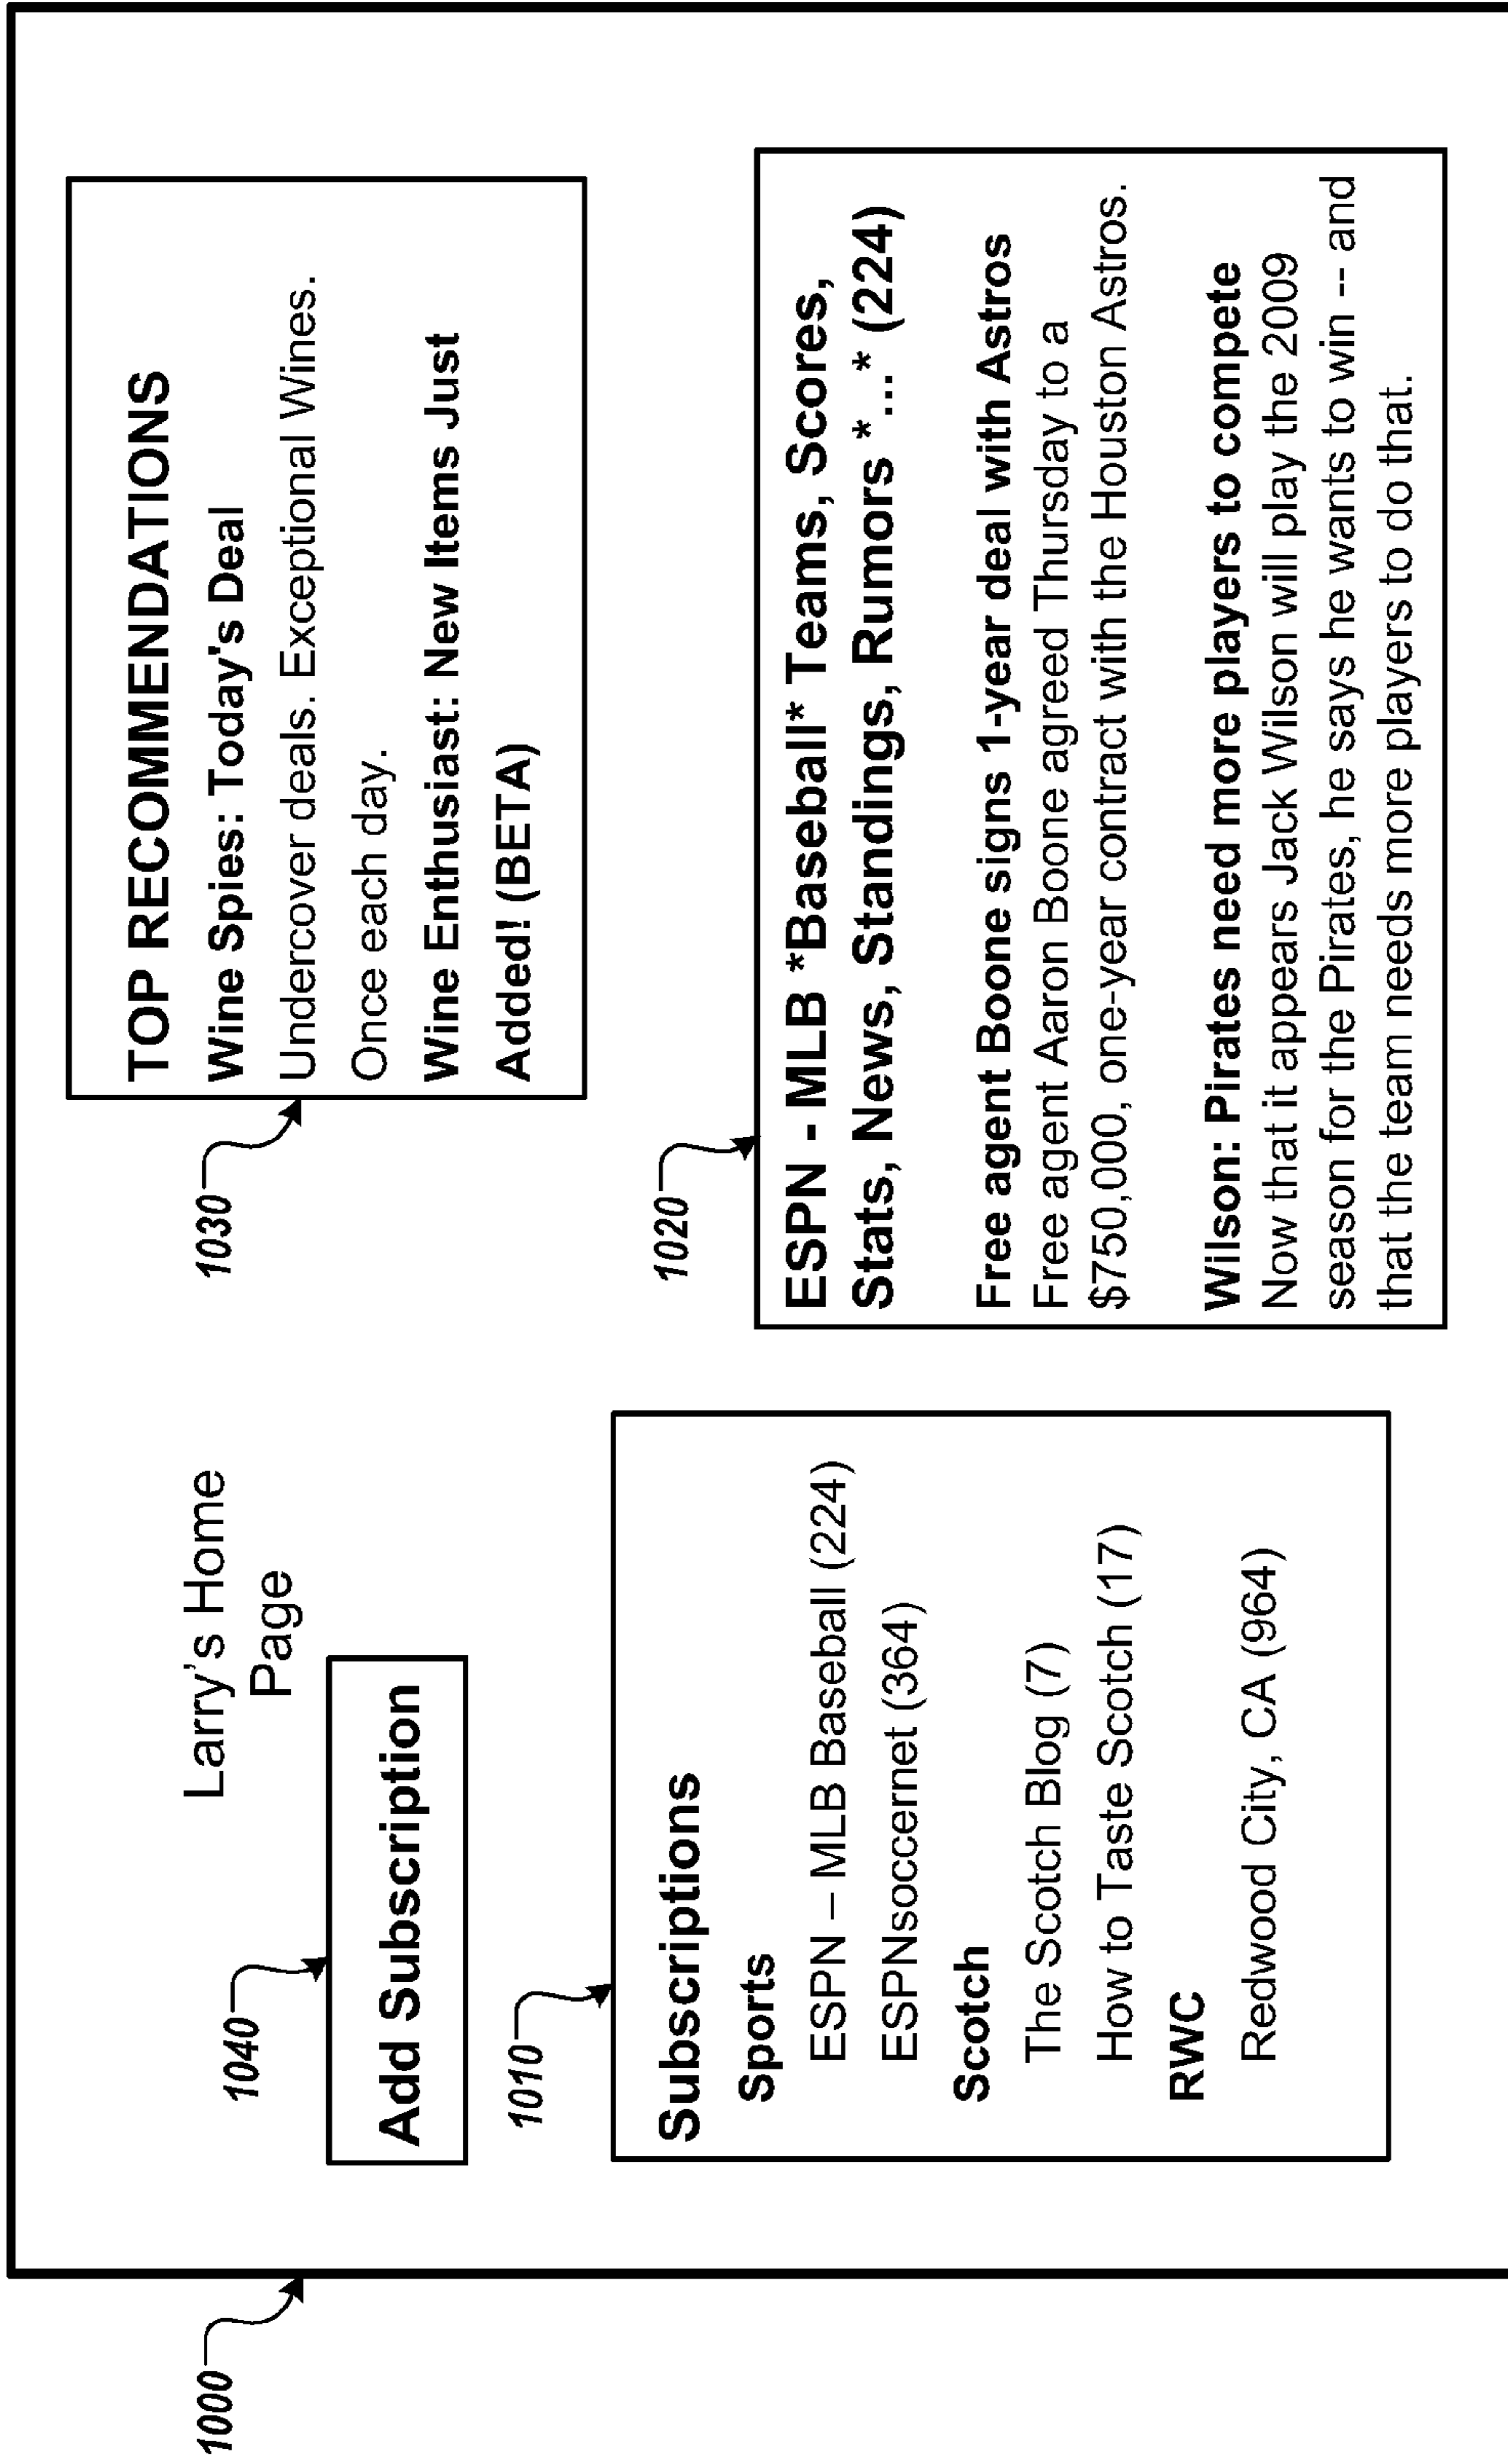 1000
Larry's Home
Page
1040
Add Subscription
1010
Subscriptions
Sports
ESPN – MLB Baseball (224)
ESPNsoccernet (364)
Scotch
The Scotch Blog (7)
How to Taste Scotch (17)
RWC
Redwood City, CA (964)
1030
TOP RECOMMENDATIONS
Wine Spies: Today's Deal
Undercover deals. Exceptional Wines.
Once each day.
Wine Enthusiast: New Items Just
Added! (BETA)
1020
ESPN - MLB *Baseball* Teams, Scores,
Stats, News, Standings, Rumors *...* (224)
Free agent Boone signs 1-year deal with Astros
Free agent Aaron Boone agreed Thursday to a
$750,000, one-year contract with the Houston Astros.
Wilson: Pirates need more players to compete
Now that it appears Jack Wilson will play the 2009
season for the Pirates, he says he wants to win -- and
that the team needs more players to do that.